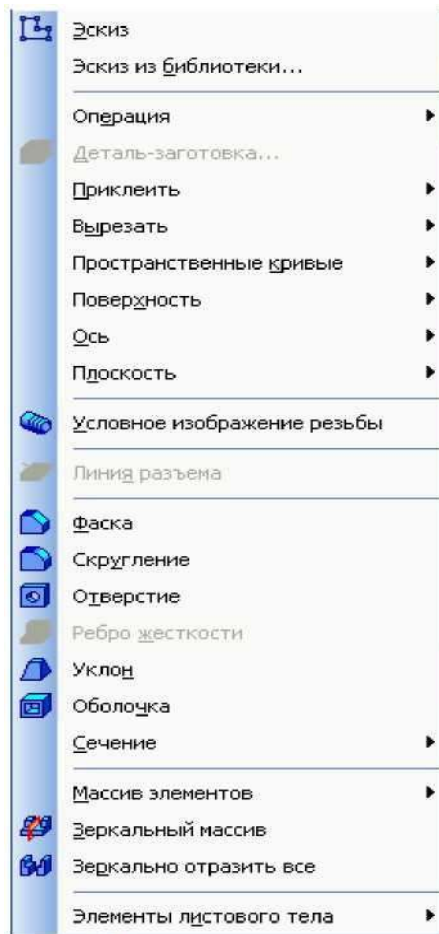 Эскиз
Эскиз из библиотеки...
Операция
Деталь-заготовка...
Приклеить
Вырезать
Пространственные кривые
Поверхность
Ось
Плоскость
Условное изображение резьбы
Линия разъема
Фаска
Скругление
Отверстие
Ребро жесткости
Уклон
Оболочка
Сечение
Массив элементов
Зеркальный массив
Зеркально отразить все
Элементы листового тела